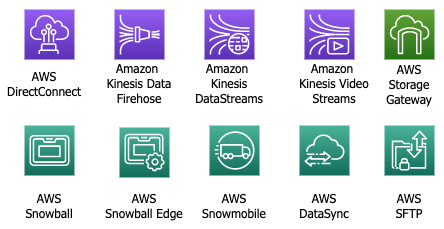 AWS
DirectConnect
Amazon
Kinesis Data
Firehose
Amazon
Kinesis
DataStreams
Amazon
Kinesis Video
Streams
AWS
Storage
Gateway
AWS
Snowball
AWS
Snowball Edge
AWS
Snowmobile
AWS
DataSync
AWS
SFTP